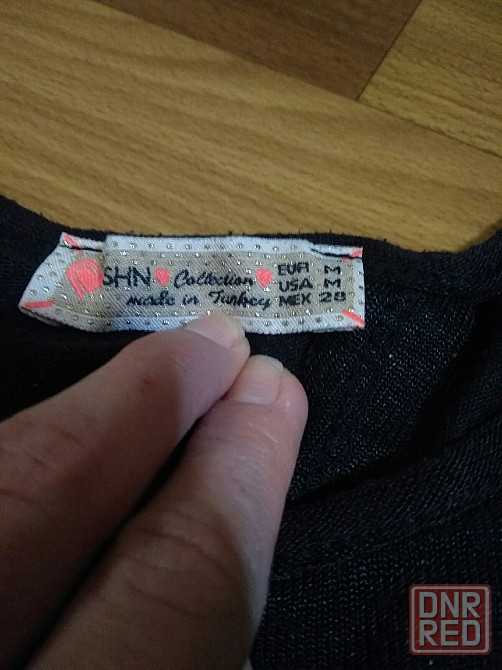 SHN Collection
made in Turkey
EUR M
USA M
MEX 28
DNR
RED